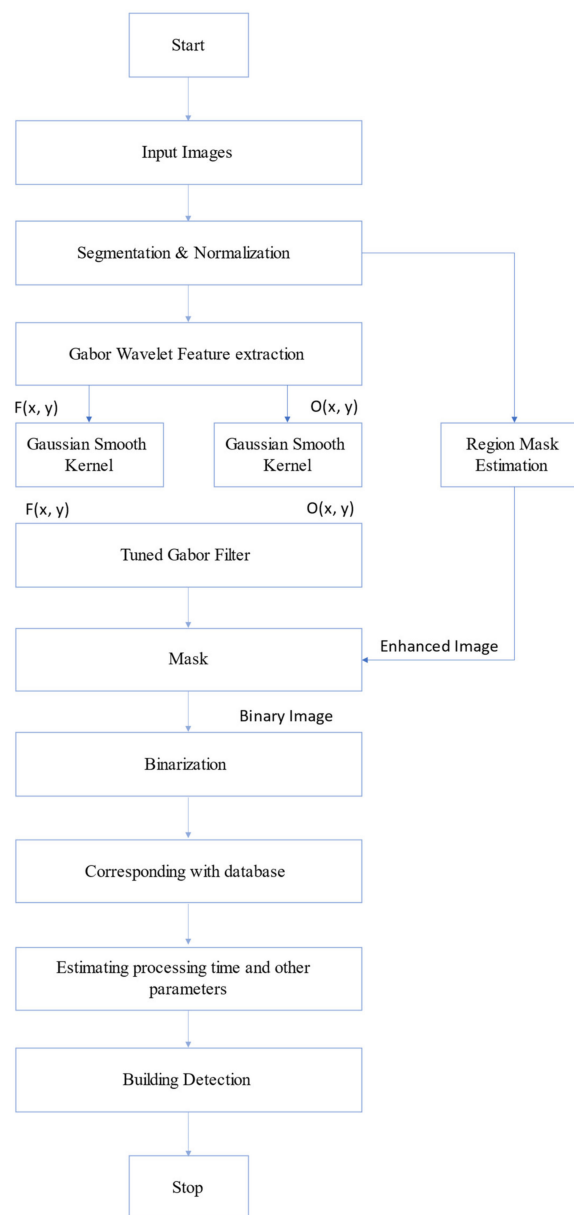 Start
Input Images
Segmentation & Normalization
Gabor Wavelet Feature extraction
F(x, y)
O(x, y)
Gaussian Smooth
Kernel
Gaussian Smooth
Kernel
Region Mask
Estimation
F(x, y)
O(x, y)
Tuned Gabor Filter
Enhanced Image
Mask
Binary Image
Binarization
Corresponding with database
Estimating processing time and other
parameters
Building Detection
Stop